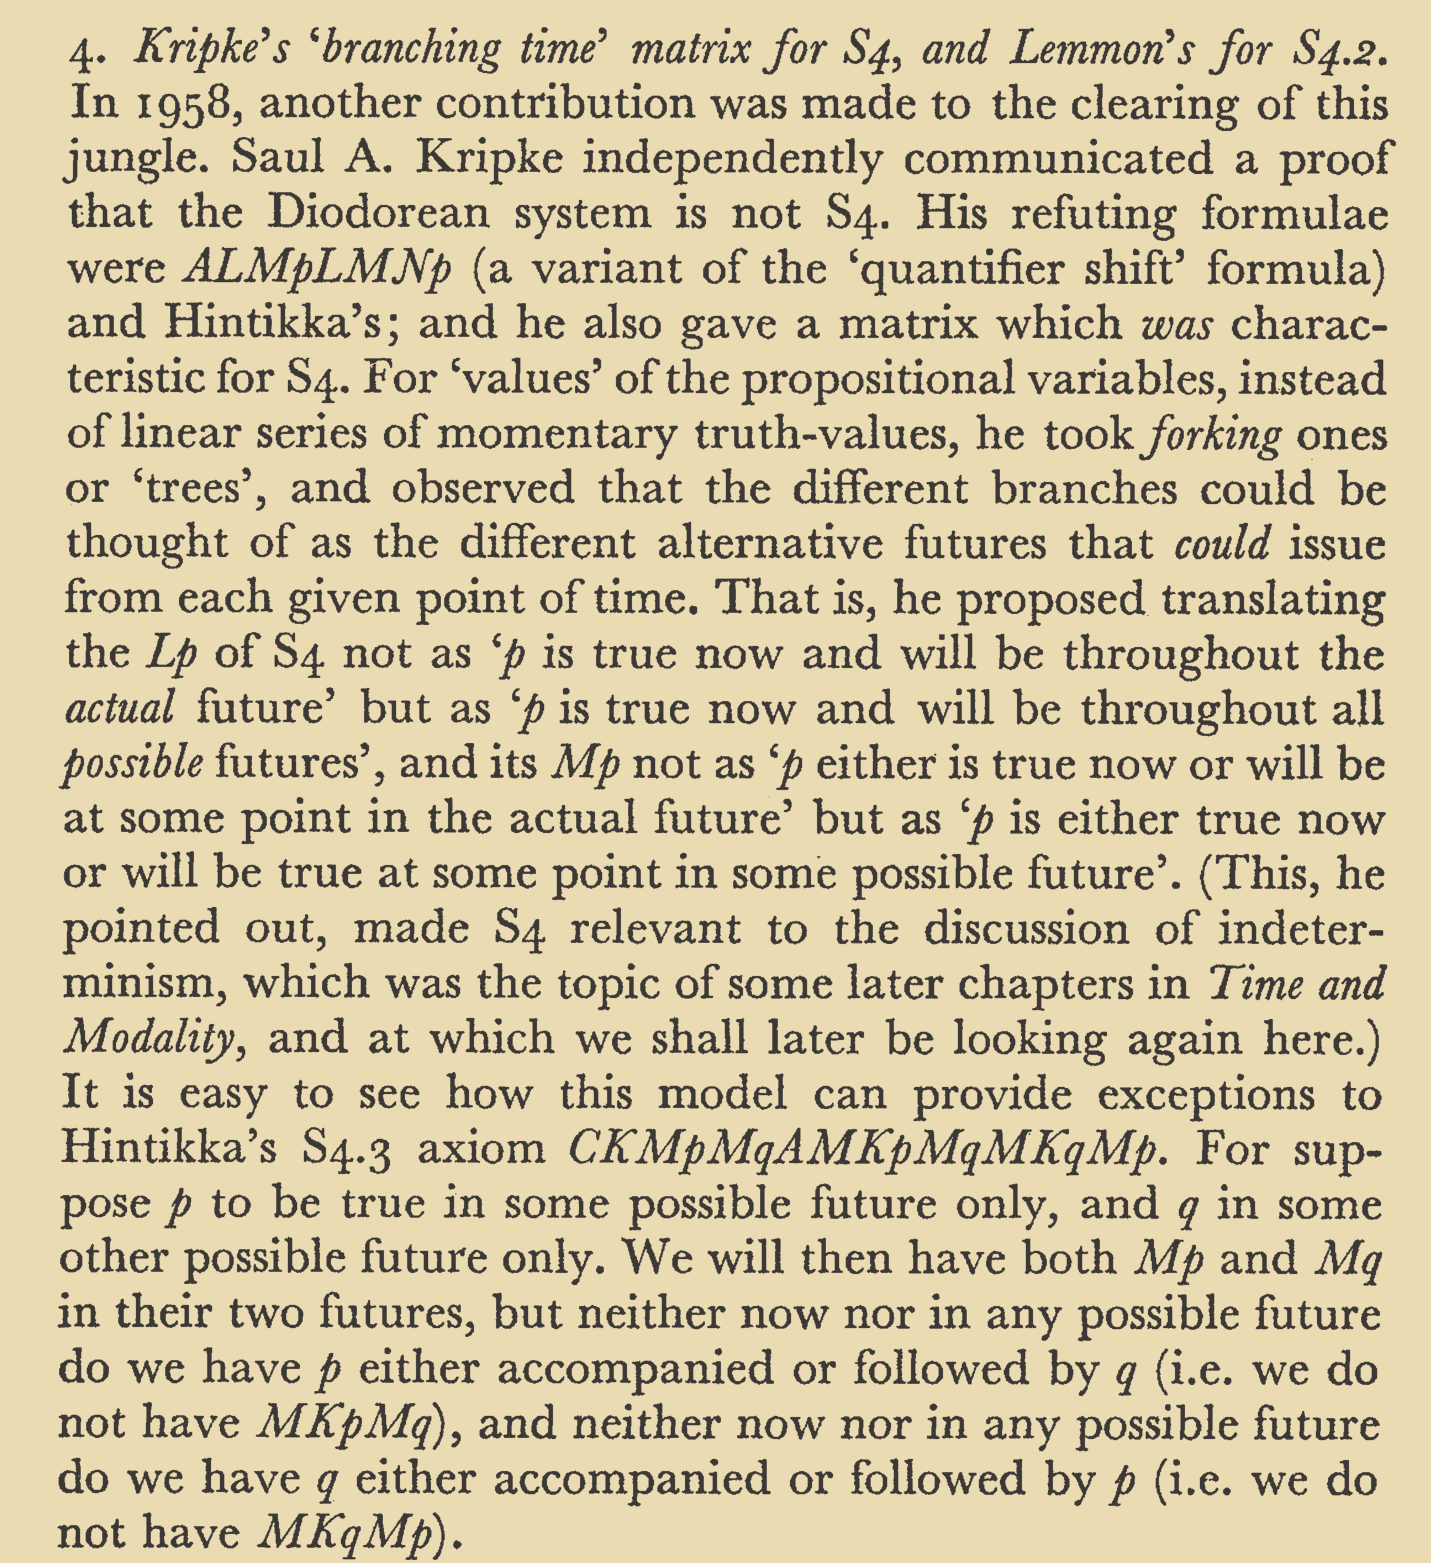 4. Kripke's ‘branching time’ matrix for S4, and Lemmon's for S4.2.
In 1958, another contribution was made to the clearing of this
jungle. Saul A. Kripke independently communicated a proof
that the Diodorean system is not S4. His refuting formulae
were ALMpLMNp (a variant of the ‘quantifier shift’ formula)
and Hintikka's; and he also gave a matrix which was charac-
teristic for S4. For ‘values’ of the propositional variables, instead
of linear series of momentary truth-values, he took forking ones
or ‘trees’, and observed that the different branches could be
thought of as the different alternative futures that could issue
from each given point of time. That is, he proposed translating
the Lp of S4 not as ‘p is true now and will be throughout the
actual future’ but as ‘p is true now and will be throughout all
possible futures’, and its Mp not as ‘p either is true now or will be
at some point in the actual future’ but as ‘p is either true now
or will be true at some point in some possible future’. (This, he
pointed out, made S4 relevant to the discussion of indeter-
minism, which was the topic of some later chapters in Time and
Modality, and at which we shall later be looking again here.)
It is easy to see how this model can provide exceptions to
Hintikka's S4.3 axiom CKMpMqAMKpMqMKqMp. For sup-
pose p to be true in some possible future only, and q in some
other possible future only. We will then have both Mp and Mq
in their two futures, but neither now nor in any possible future
do we have p either accompanied or followed by q (i.e. we do
not have MKpMq), and neither now nor in any possible future
do we have q either accompanied or followed by p (i.e. we do
not have MKqMp).